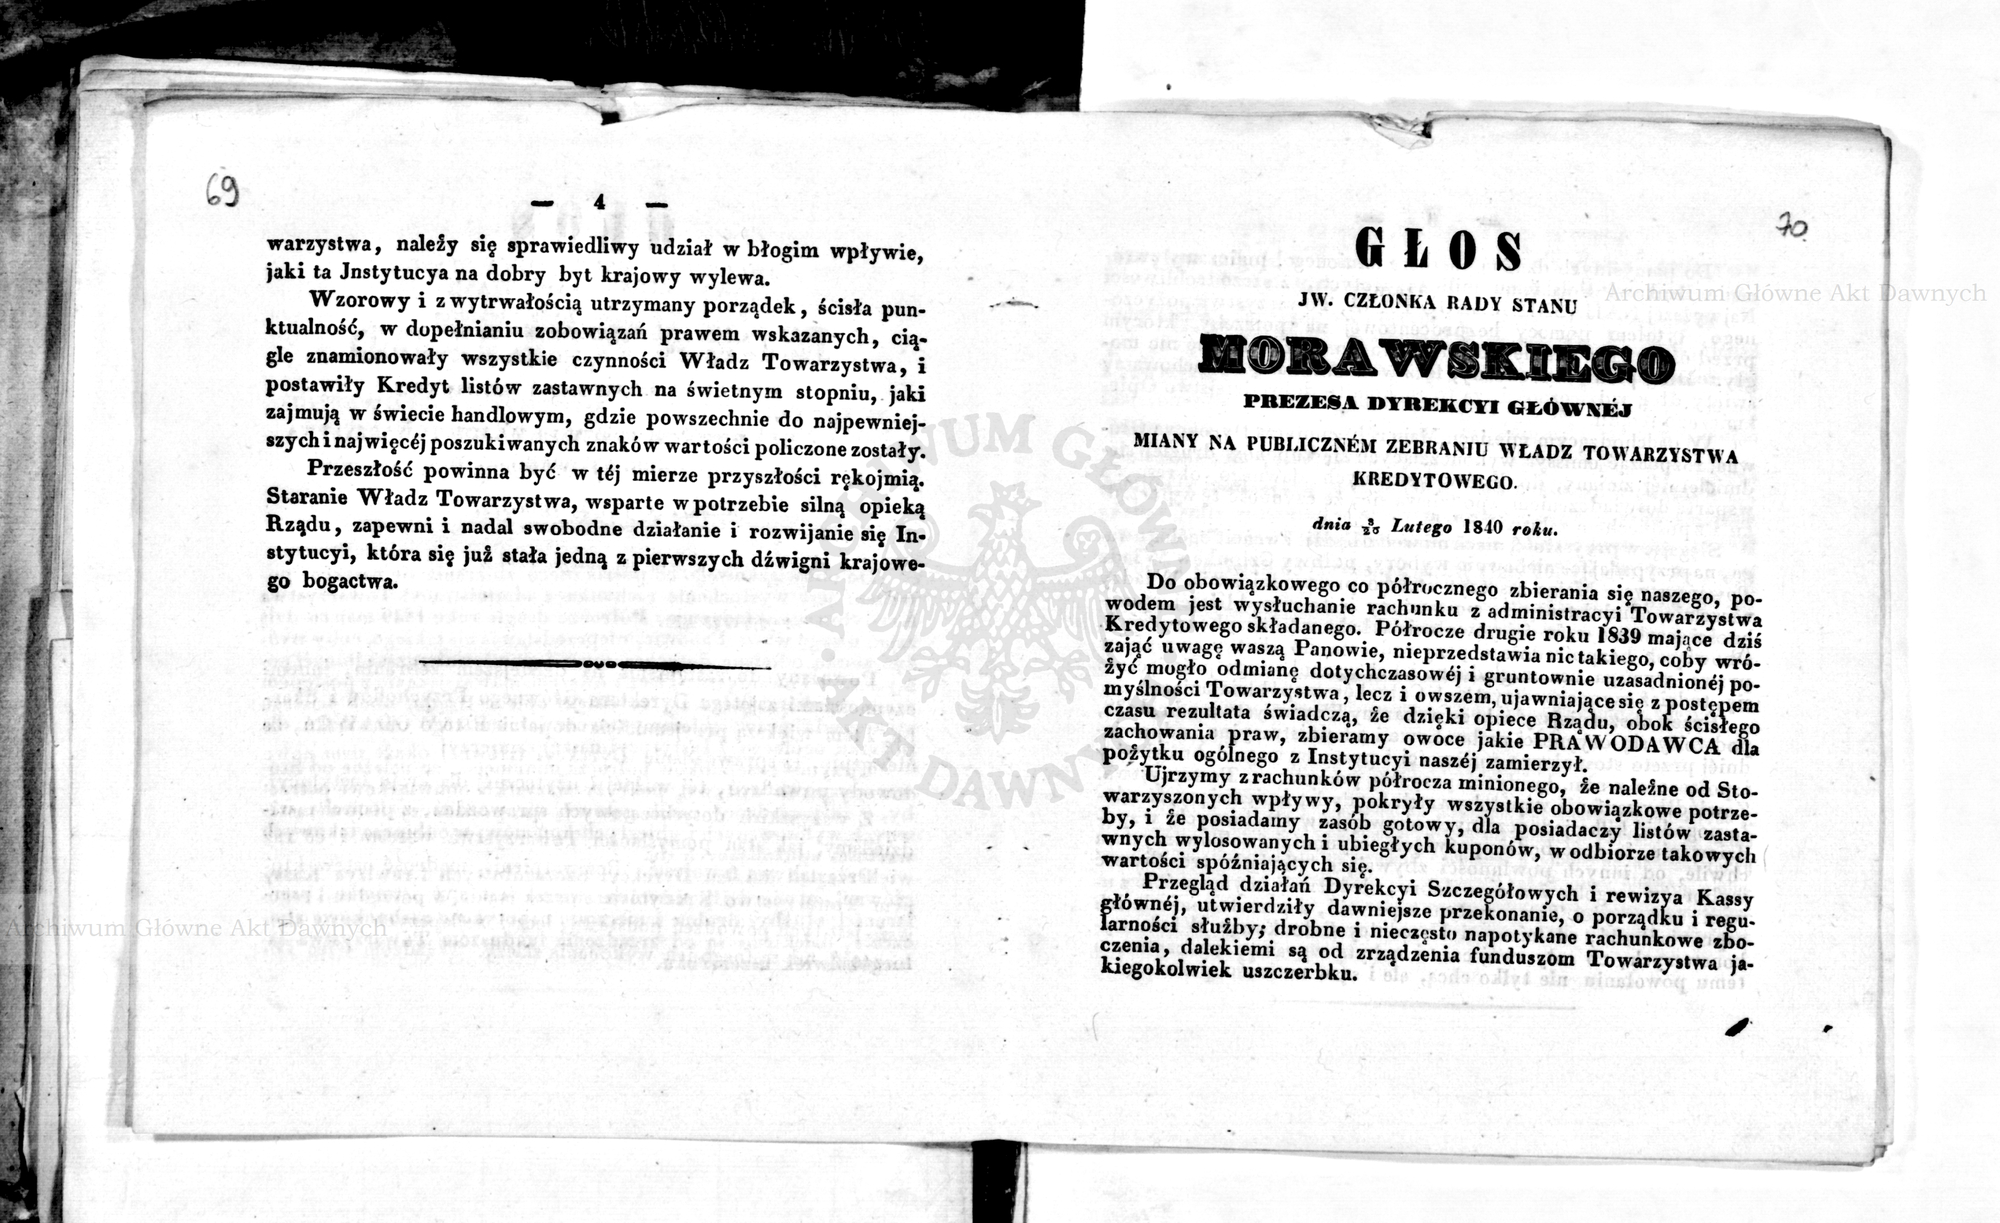 69
— 4 —
warzystwa, należy się sprawiedliwy udział w błogim wpływie,
jaki ta Jnstytucya na dobry byt krajowy wylewa.
Wzorowy i z wytrwałością utrzymany porządek, ścisła pun-
ktualność, w dopełnianiu zobowiązań prawem wskazanych, cią-
gle znamionowały wszystkie czynności Władz Towarzystwa, i
postawiły Kredyt listów zastawnych na świetnym stopniu, jaki
zajmują w świecie handlowym, gdzie powszechnie do najpewniej-
szych i najwięcéj poszukiwanych znaków wartości policzone zostały.
Przeszłość powinna być w téj mierze przyszłości rękojmią.
Staranie Władz Towarzystwa, wsparte w potrzebie silną opieką
Rządu, zapewni i nadal swobodne działanie i rozwijanie się In-
stytucyi, która się już stała jedną z pierwszych dźwigni krajowe-
go bogactwa.
70
GŁOS
JW. CZŁONKA RADY STANU
MORAWSKIEGO
PREZESA DYREKCYI GŁÓWNÉJ
MIANY NA PUBLICZNÉM ZEBRANIU WŁADZ TOWARZYSTWA
KREDYTOWEGO.
dnia 8/20 Lutego 1840 roku.
Do obowiązkowego co półrocznego zbierania się naszego, po-
wodem jest wysłuchanie rachunku z administracyi Towarzystwa
Kredytowego składanego. Półrocze drugie roku 1839 mające dziś
zająć uwagę waszą Panowie, nieprzedstawia nic takiego, coby wró-
żyć mogło odmianę dotychczasowéj i gruntownie uzasadnionéj po-
myślności Towarzystwa, lecz i owszem, ujawniające się z postępem
czasu rezultata świadczą, że dzięki opiece Rządu, obok ścisłego
zachowania praw, zbieramy owoce jakie PRAWODAWCA dla
pożytku ogólnego z Instytucyi naszéj zamierzył.
Ujrzymy z rachunków półrocza minionego, że należne od Sto-
warzyszonych wpływy, pokryły wszystkie obowiązkowe potrze-
by, i że posiadamy zasób gotowy, dla posiadaczy listów zasta-
wnych wylosowanych i ubiegłych kuponów, w odbiorze takowych
wartości spóźniających się.
Przegląd działań Dyrekcyi Szczegółowych i rewizya Kassy
głównéj, utwierdziły dawniejsze przekonanie, o porządku i regu-
larności służby; drobne i nieczęsto napotykane rachunkowe zbo-
czenia, dalekiemi są od zrządzenia funduszom Towarzystwa ja-
kiegokolwiek uszczerbku.
Archiwum Główne Akt Dawnych
Archiwum Główne Akt Dawnych
ARCHIWUM GŁÓWNE AKT DAWNYCH